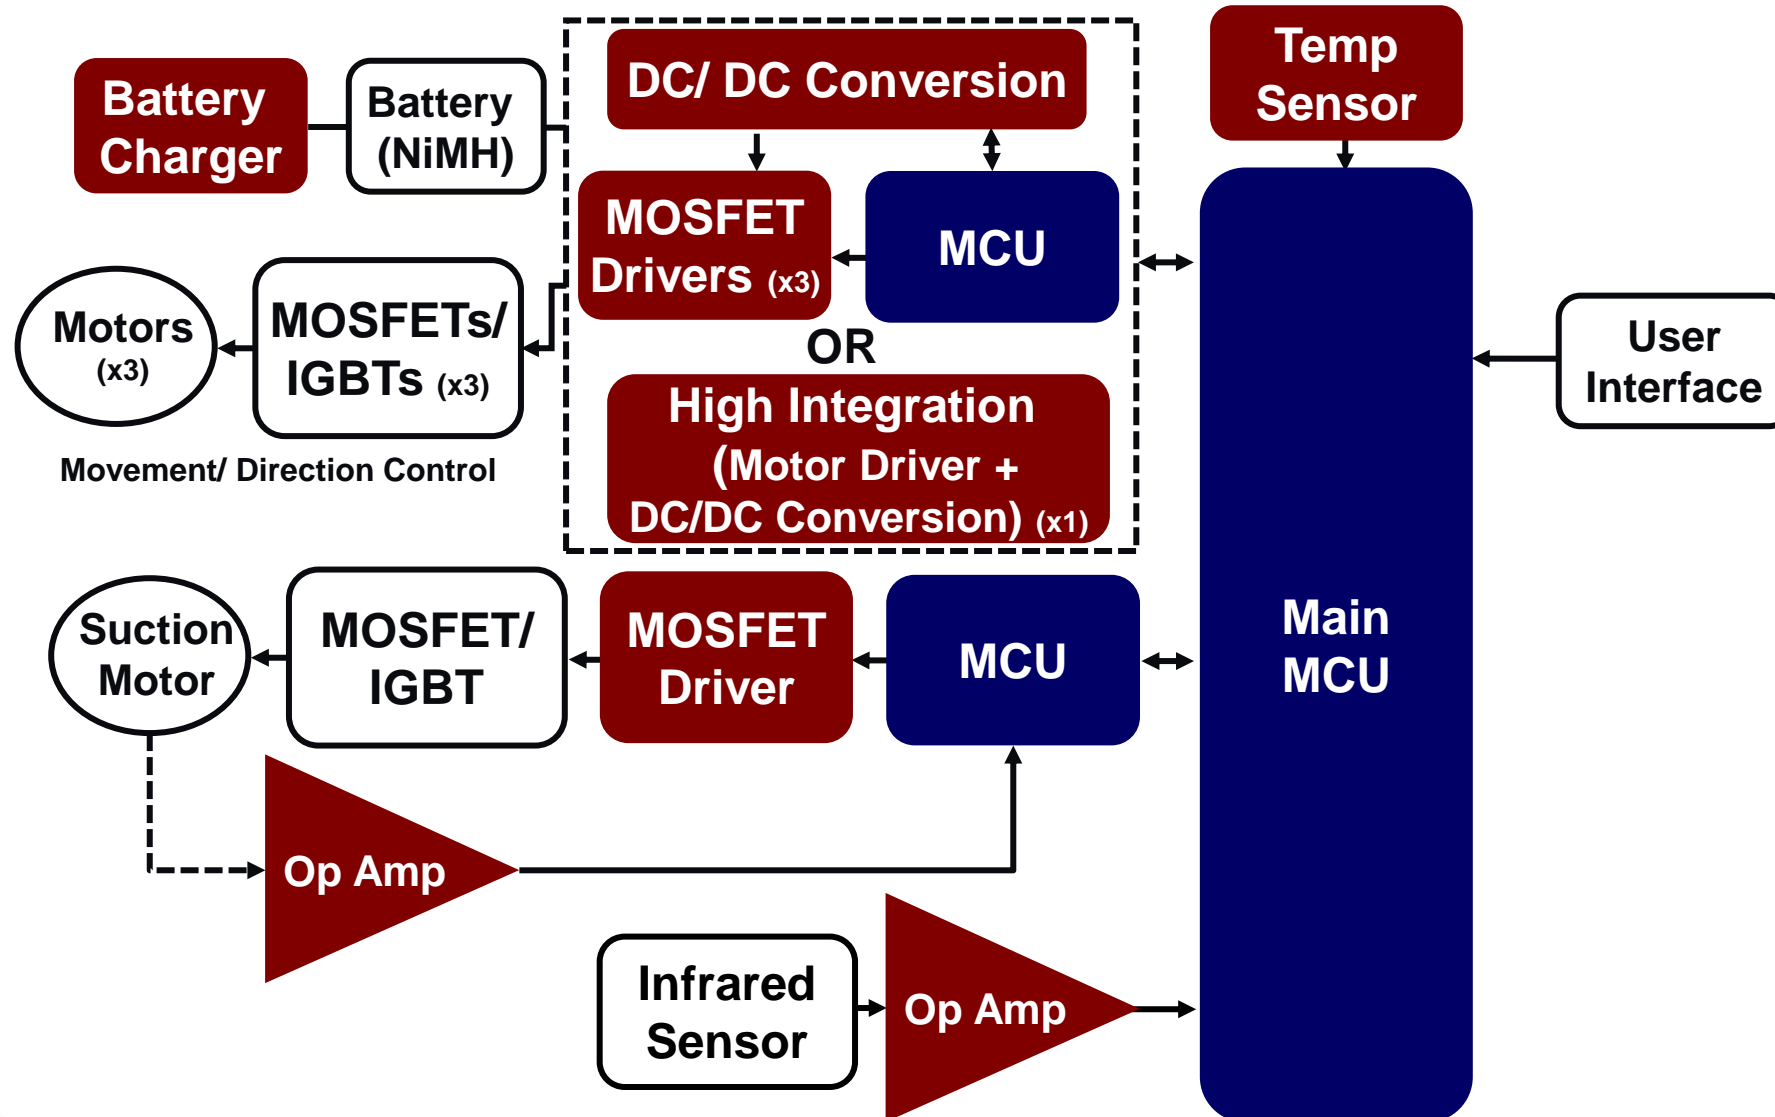 Battery
Charger
Battery
(NiMH)
DC/ DC Conversion
Temp
Sensor
MOSFET
Drivers (x3)
MCU
OR
High Integration
(Motor Driver +
DC/DC Conversion) (x1)
Motors
(x3)
MOSFETs/
IGBTs (x3)
Movement/ Direction Control
User
Interface
Suction
Motor
MOSFET/
IGBT
MOSFET
Driver
MCU
Main
MCU
Op Amp
Infrared
Sensor
Op Amp